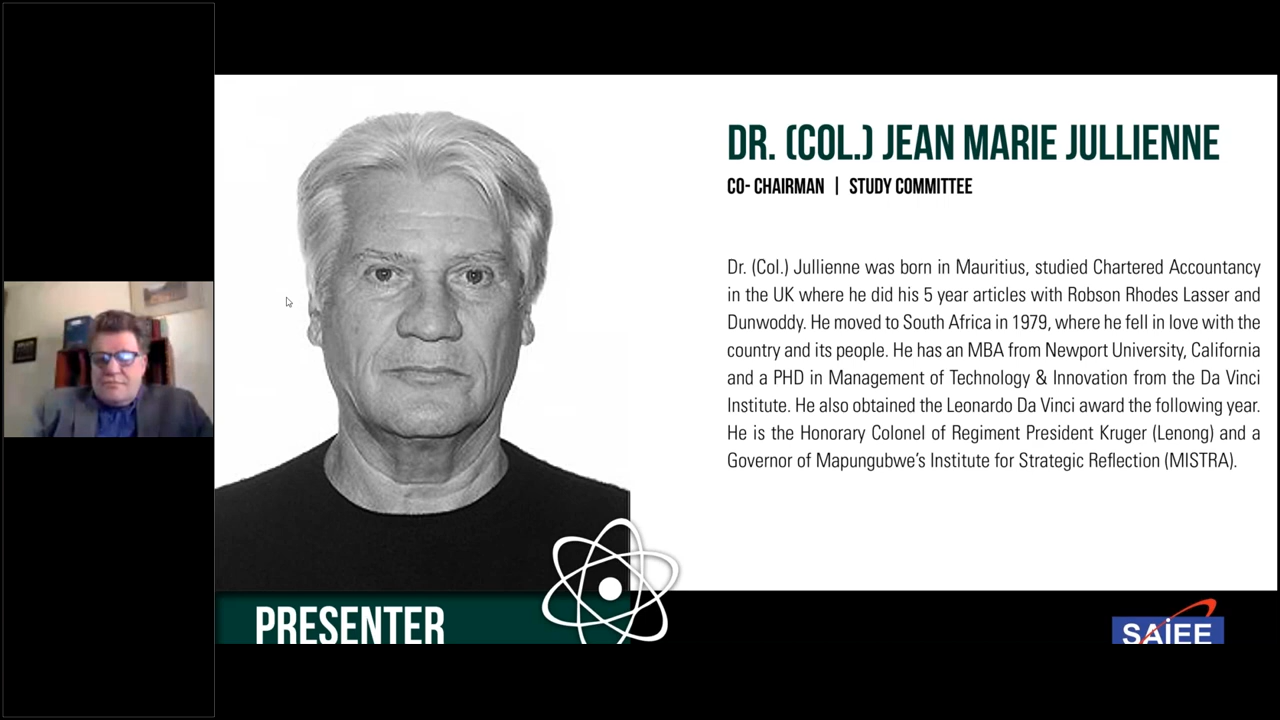 DR. (COL.) JEAN MARIE JULLIENNE
CO- CHAIRMAN | STUDY COMMITTEE
Dr. (Col.) Jullienne was born in Mauritius, studied Chartered Accountancy
in the UK where he did his 5 year articles with Robson Rhodes Lasser and
Dunwoddy. He moved to South Africa in 1979, where he fell in love with the
country and its people. He has an MBA from Newport University, California
and a PHD in Management of Technology & Innovation from the Da Vinci
Institute. He also obtained the Leonardo Da Vinci award the following year.
He is the Honorary Colonel of Regiment President Kruger (Lenong) and a
Governor of Mapungubwe’s Institute for Strategic Reflection (MISTRA).
PRESENTER
SAIEE